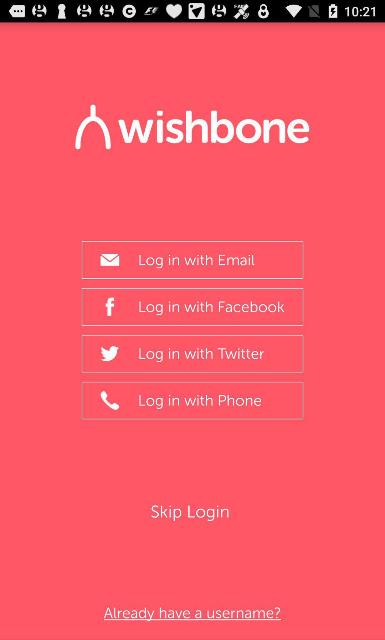 10:21
wishbone
Log in with Email
Log in with Facebook
Log in with Twitter
Log in with Phone
Skip Login
Already have a username?